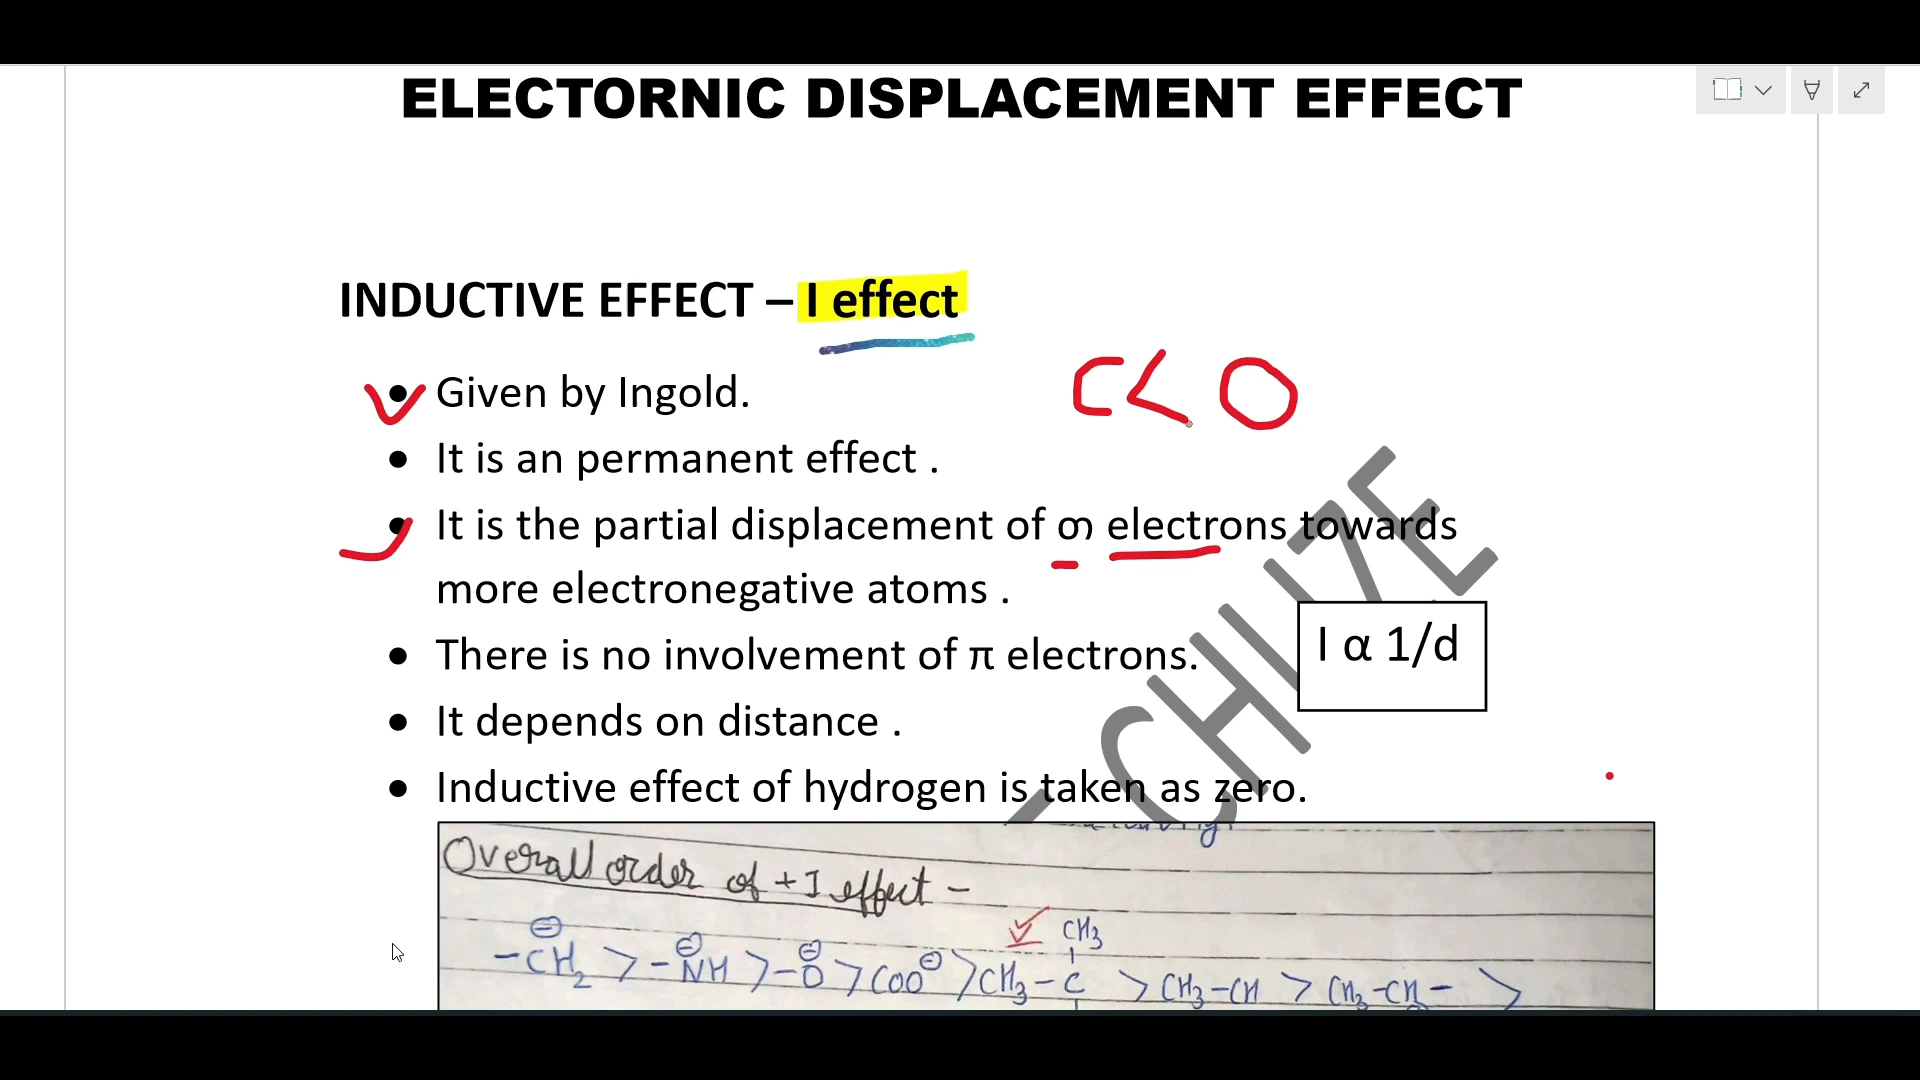 ELECTORNIC DISPLACEMENT EFFECT
INDUCTIVE EFFECT – I effect
C < O
• Given by Ingold.
• It is an permanent effect .
• It is the partial displacement of ഗ electrons towards
more electronegative atoms .
• There is no involvement of π electrons.
I α 1/d
• It depends on distance .
• Inductive effect of hydrogen is taken as zero.
Overall order of +I effect –
CH3
–CH2⊖ > –NH⊖ > –O⊖ > COO⊖ > CH3–C > CH3–CH > CH3–CH2– >